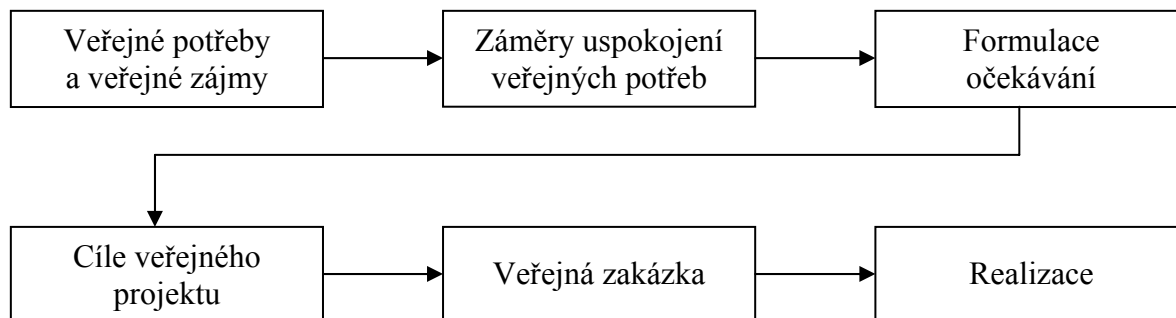 Veřejné potřeby
a veřejné zájmy
Záměry uspokojení
veřejných potřeb
Formulace
očekávání
Cíle veřejného
projektu
Veřejná zakázka
Realizace